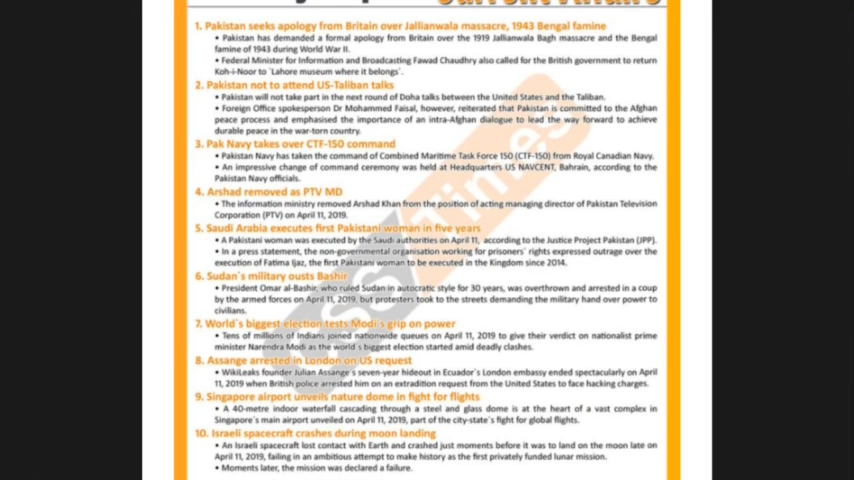 Current Affairs
1. Pakistan seeks apology from Britain over Jallianwala massacre, 1943 Bengal famine
• Pakistan has demanded a formal apology from Britain over the 1919 Jallianwala Bagh massacre and the Bengal
famine of 1943 during World War II.
• Federal Minister for Information and Broadcasting Fawad Chaudhry also called for the British government to return
Koh-i-Noor to `Lahore museum where it belongs`.
2. Pakistan not to attend US-Taliban talks
• Pakistan will not take part in the next round of Doha talks between the United States and the Taliban.
• Foreign Office spokesperson Dr Mohammed Faisal, however, reiterated that Pakistan is committed to the Afghan
peace process and emphasised the importance of an intra-Afghan dialogue to lead the way forward to achieve
durable peace in the war-torn country.
3. Pak Navy takes over CTF-150 command
• Pakistan Navy has taken the command of Combined Maritime Task Force 150 (CTF-150) from Royal Canadian Navy.
• An impressive change of command ceremony was held at Headquarters US NAVCENT, Bahrain, according to the
Pakistan Navy officials.
4. Arshad removed as PTV MD
• The information ministry removed Arshad Khan from the position of acting managing director of Pakistan Television
Corporation (PTV) on April 11, 2019.
5. Saudi Arabia executes first Pakistani woman in five years
• A Pakistani woman was executed by the Saudi authorities on April 11, according to the Justice Project Pakistan (JPP).
• In a press statement, the non-governmental organisation working for prisoners` rights expressed outrage over the
execution of Fatima Ijaz, the first Pakistani woman to be executed in the Kingdom since 2014.
6. Sudan`s military ousts Bashir
• President Omar al-Bashir, who ruled Sudan in autocratic style for 30 years, was overthrown and arrested in a coup
by the armed forces on April 11, 2019, but protesters took to the streets demanding the military hand over power to
civilians.
7. World`s biggest election tests Modi`s grip on power
• Tens of millions of Indians joined nationwide queues on April 11, 2019 to give their verdict on nationalist prime
minister Narendra Modi as the world`s biggest election started amid deadly clashes.
8. Assange arrested in London on US request
• WikiLeaks founder Julian Assange`s seven-year hideout in Ecuador`s London embassy ended spectacularly on April
11, 2019 when British police arrested him on an extradition request from the United States to face hacking charges.
9. Singapore airport unveils nature dome in fight for flights
• A 40-metre indoor waterfall cascading through a steel and glass dome is at the heart of a vast complex in
Singapore`s main airport unveiled on April 11, 2019, part of the city-state`s fight for global flights.
10. Israeli spacecraft crashes during moon landing
• An Israeli spacecraft lost contact with Earth and crashed just moments before it was to land on the moon late on
April 11, 2019, failing in an ambitious attempt to make history as the first privately funded lunar mission.
• Moments later, the mission was declared a failure.
CSS Times